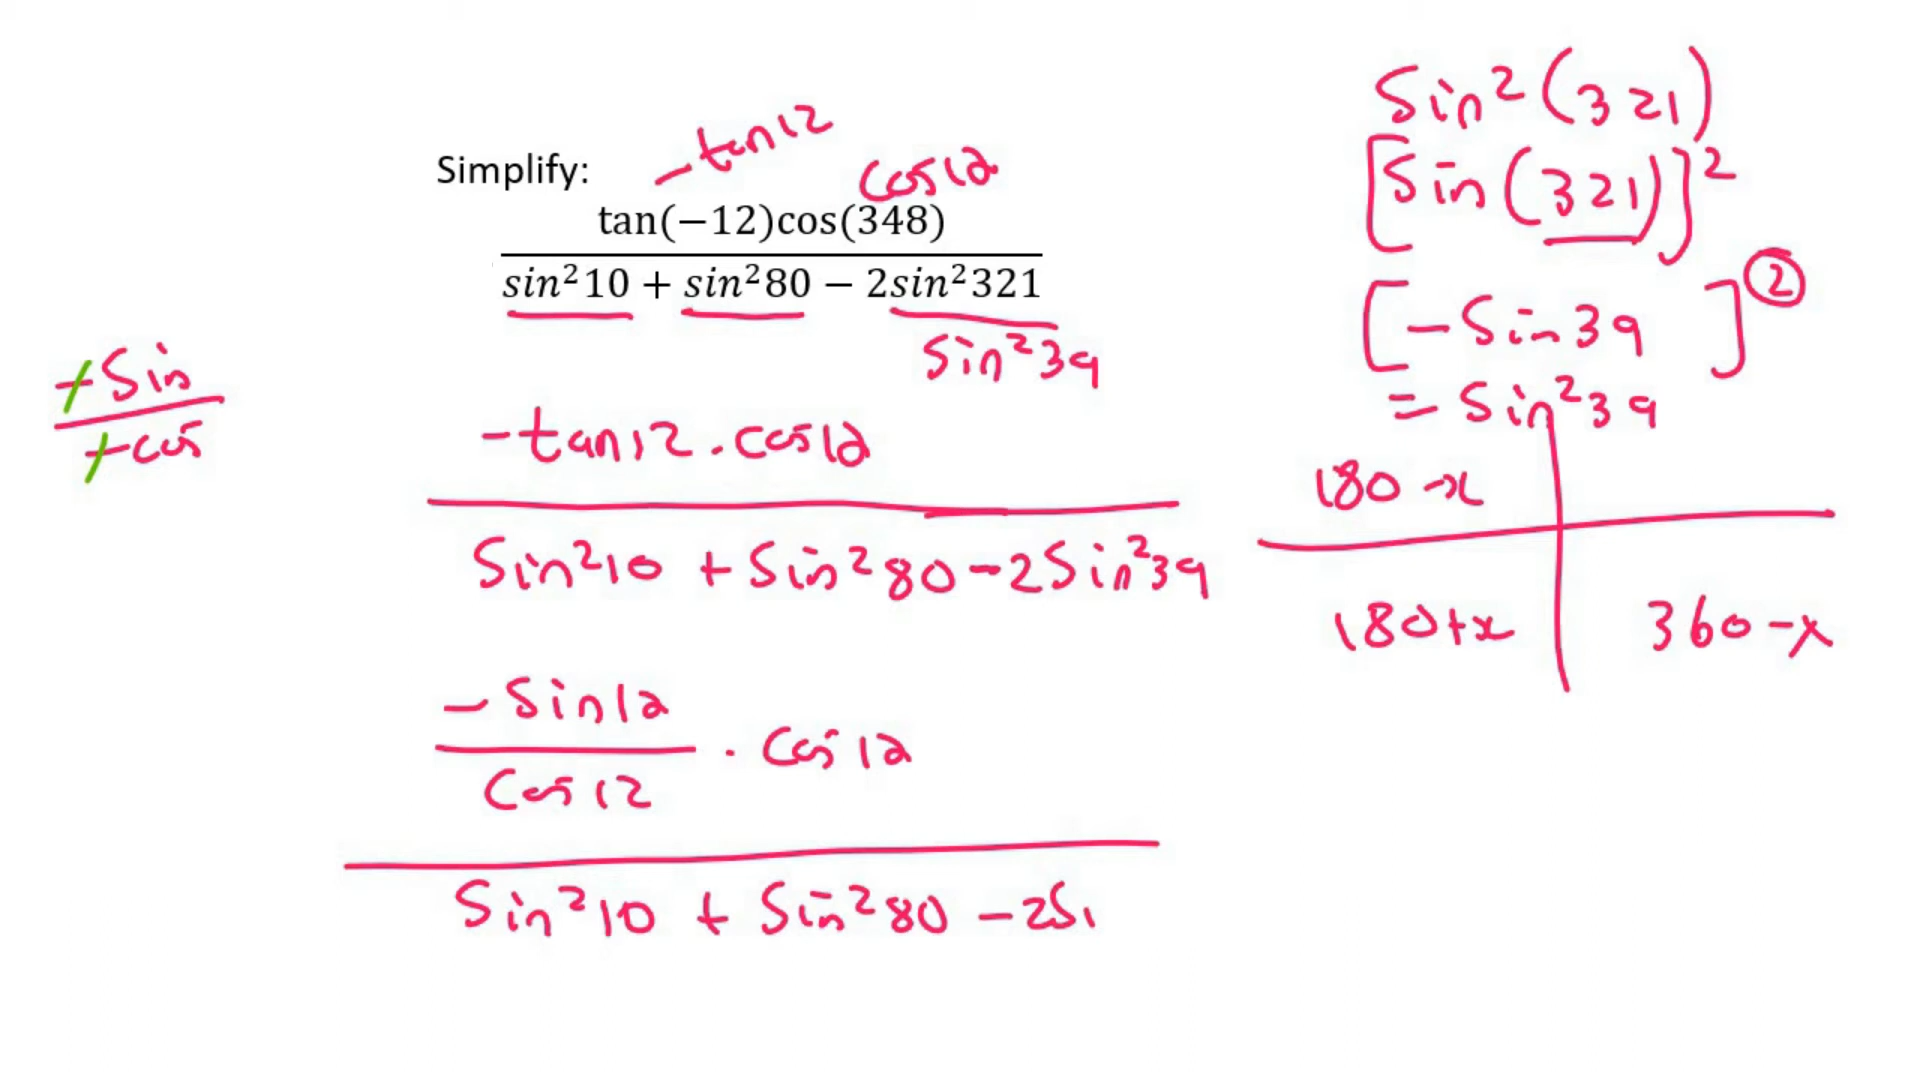 Simplify:
-tan12
cos12
tan(−12)cos(348)
sin²10 + sin²80 − 2sin²321
sin²39
Sin²(321)
[Sin(321)]²
[-Sin39]②
= Sin²39
+Sin
+cos
-tan12 . cos12
Sin²10 + Sin²80 - 2Sin²39
180 - x
180+x
360-x
- Sin12
Cos12
. Cos12
Sin²10 + Sin²80 - 2Si